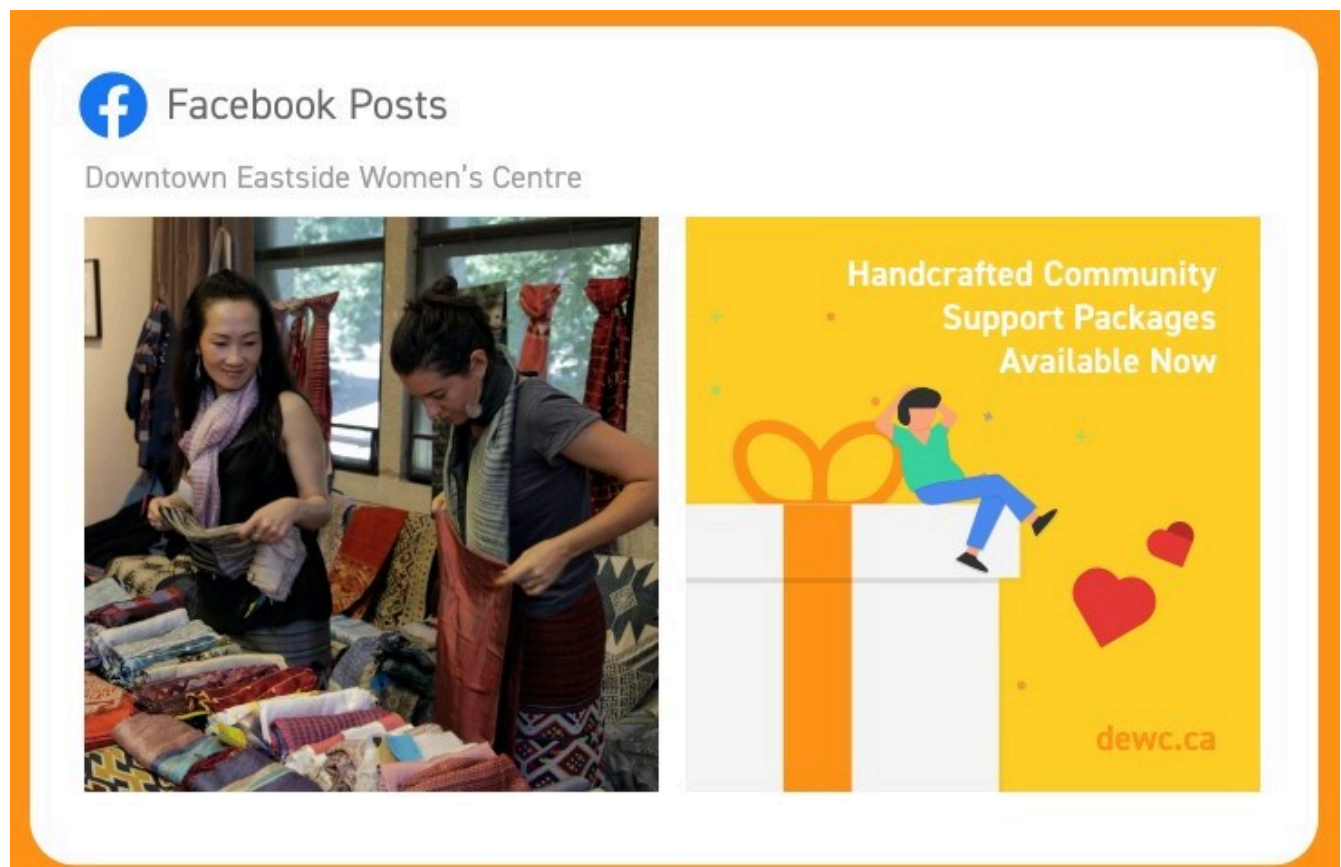 Facebook Posts
Downtown Eastside Women's Centre
Handcrafted Community
Support Packages
Available Now
dewc.ca